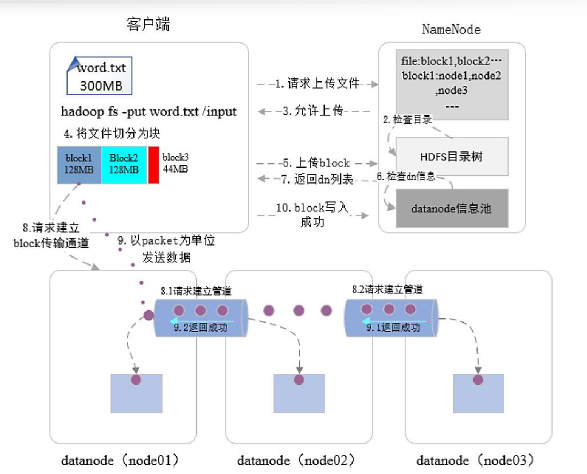 客户端
NameNode
word.txt
300MB
hadoop fs -put word.txt /input
4. 将文件切分为块
block1
128MB
Block2
128MB
block3
44MB
1.请求上传文件
3.允许上传
5.上传block
7.返回dn列表
10.block写入
成功
file:block1,block2---
block1:node1,node2
,node3
---
2.检查目录
HDFS目录树
6.检查dn信息
datanode信息池
8.请求建立
block传输通道
9. 以packet为单位
发送数据
8.1请求建立管道
9.2返回成功
8.2请求建立管道
9.1返回成功
datanode（node01）
datanode（node02）
datanode（node03）